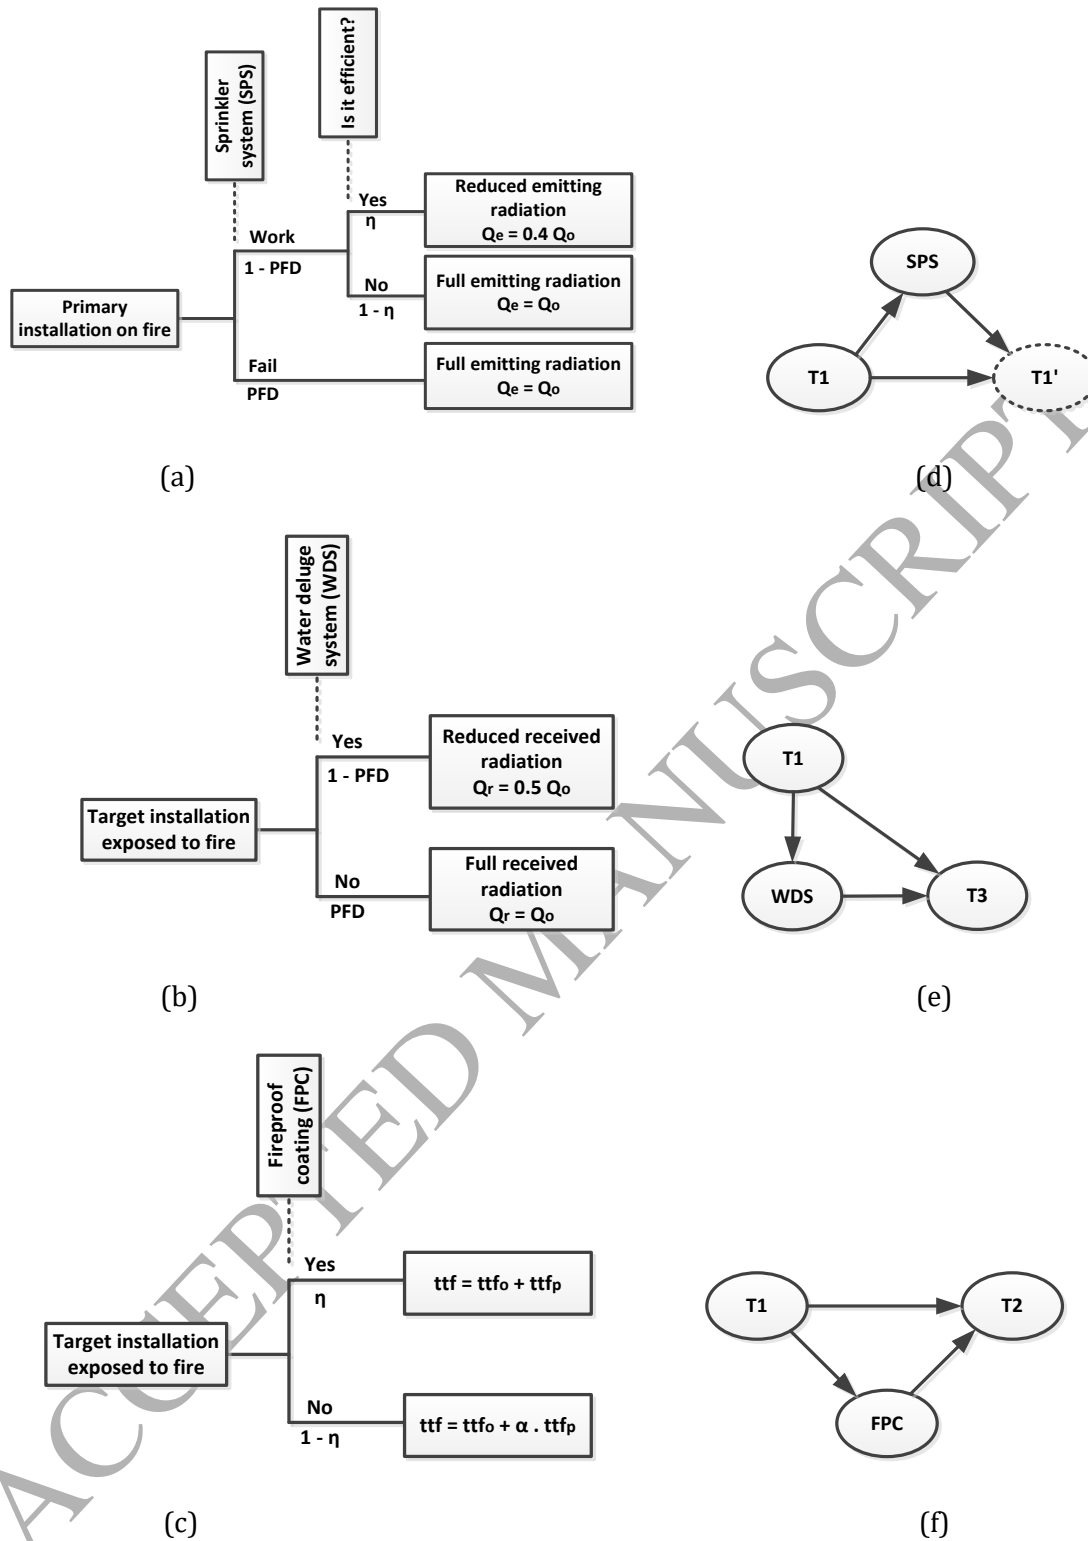 Sprinkler
system (SPS)
Is it efficient?
Primary
installation on fire
Work
1 - PFD
Fail
PFD
Yes
η
No
1 - η
Reduced emitting
radiation
Qe = 0.4 Qo
Full emitting radiation
Qe = Qo
Full emitting radiation
Qe = Qo
(a)
SPS
T1
T1'
(d)
Water deluge
system (WDS)
Target installation
exposed to fire
Yes
1 - PFD
No
PFD
Reduced received
radiation
Qr = 0.5 Qo
Full received
radiation
Qr = Qo
(b)
T1
WDS
T3
(e)
Fireproof
coating (FPC)
Target installation
exposed to fire
Yes
η
No
1 - η
ttf = ttfo + ttfp
ttf = ttfo + α . ttfp
(c)
T1
T2
FPC
(f)
ACCEPTED MANUSCRIPT